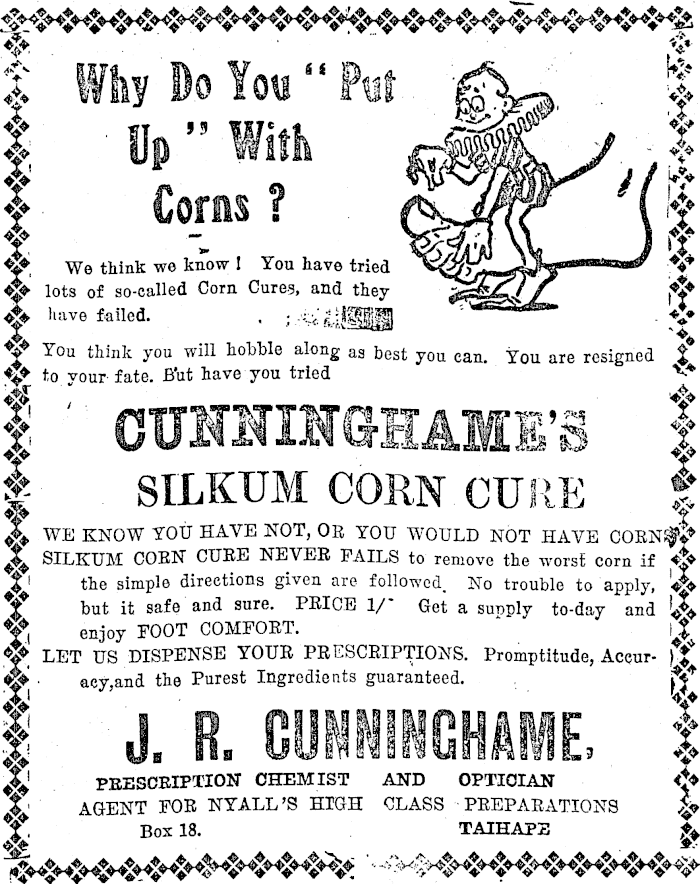 Why Do You " Put
Up " With
Corns ?
We think we know ! You have tried
lots of so-called Corn Cures, and they
have failed.
You think you will hobble along as best you can. You are resigned
to your fate. But have you tried
CUNNINGHAME'S
SILKUM CORN CURE
WE KNOW YOU HAVE NOT, OR YOU WOULD NOT HAVE CORNS
SILKUM CORN CURE NEVER FAILS to remove the worst corn if
the simple directions given are followed. No trouble to apply,
but it safe and sure. PRICE 1/- Get a supply to-day and
enjoy FOOT COMFORT.
LET US DISPENSE YOUR PRESCRIPTIONS. Promptitude, Accur-
acy,and the Purest Ingredients guaranteed.
J. R. CUNNINGHAME,
PRESCRIPTION CHEMIST AND OPTICIAN
AGENT FOR NYALL'S HIGH CLASS PREPARATIONS
Box 18. TAIHAPE